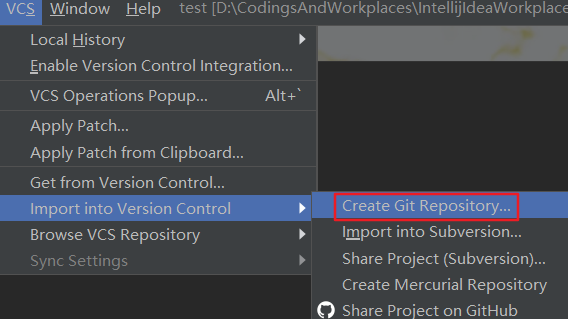 VCS Window Help test [D:\CodingsAndWorkplaces\IntellijIdeaWorkplace
Local History
Enable Version Control Integration...
VCS Operations Popup... Alt+`
Apply Patch...
Apply Patch from Clipboard...
Get from Version Control...
Import into Version Control
Browse VCS Repository
Sync Settings
Create Git Repository...
Import into Subversion...
Share Project (Subversion)...
Create Mercurial Repository
Share Project on GitHub